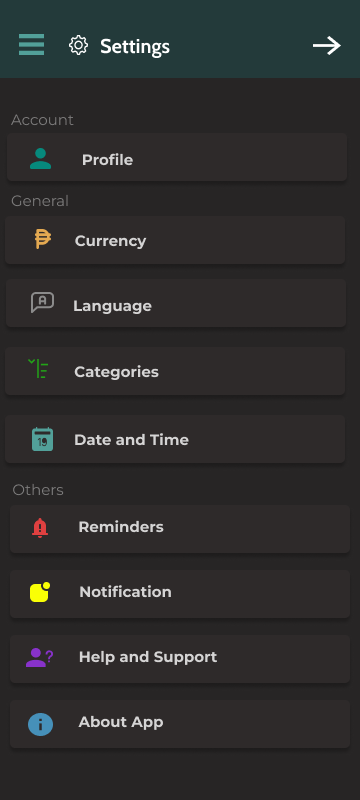 Settings
Account
Profile
General
Currency
Language
Categories
Date and Time
Others
Reminders
Notification
Help and Support
About App